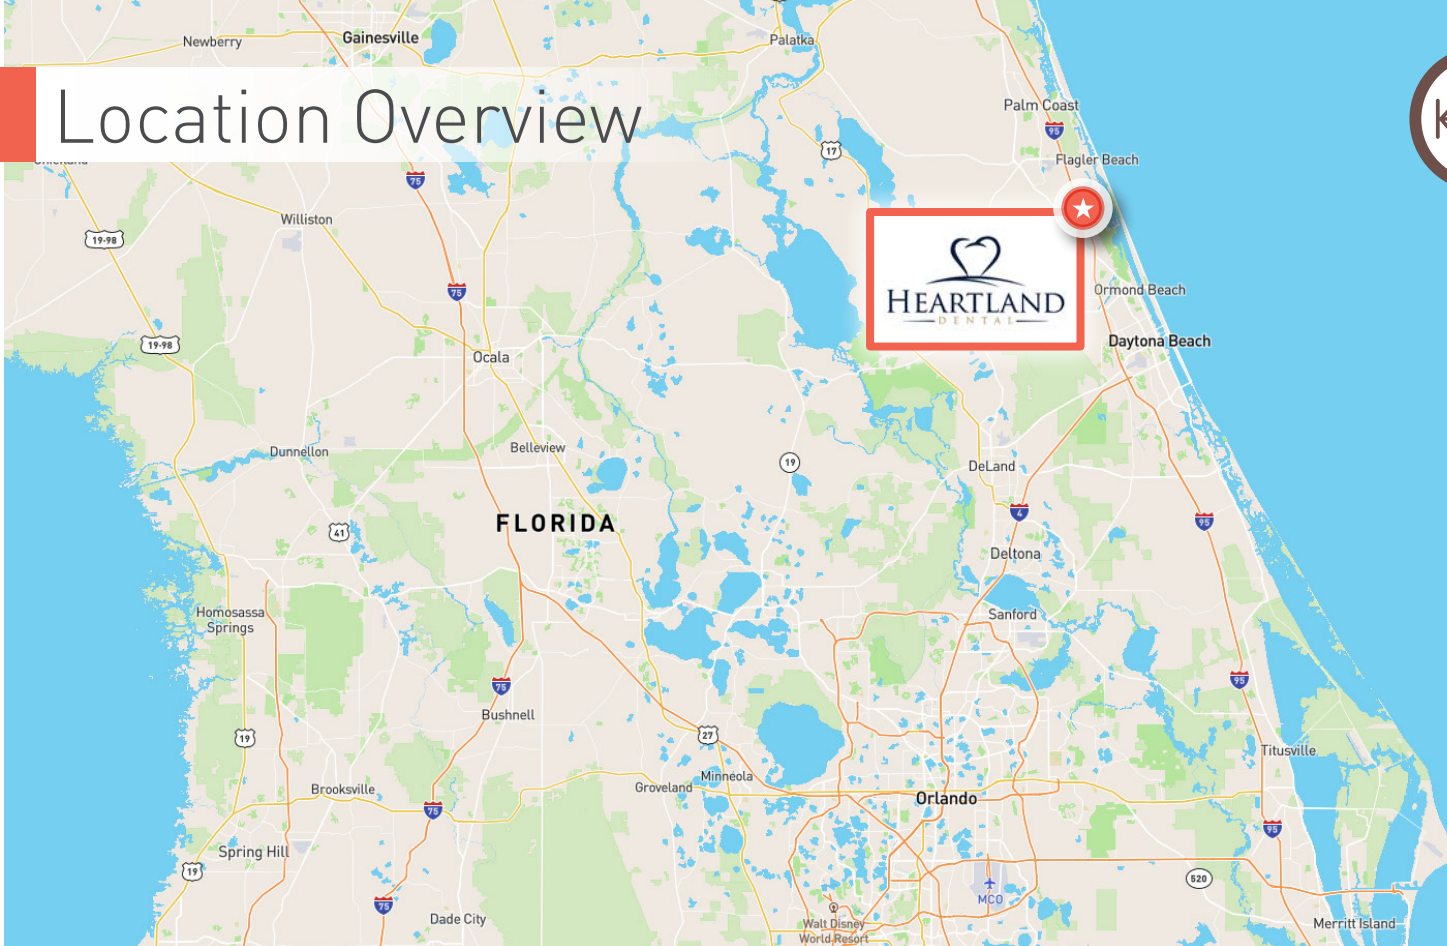 Newberry
Gainesville
Palatka
Location Overview
Palm Coast
95
17
Flagler Beach
75
Williston
19-98
HEARTLAND
DENTAL
75
Ormond Beach
19-98
Daytona Beach
Ocala
Dunnellon
Belleview
19
DeLand
FLORIDA
4
95
41
Deltona
Homosassa
Springs
Sanford
75
95
Bushnell
19
27
Titusville
Minneola
Brooksville
Groveland
Orlando
75
95
Spring Hill
19
520
MCO
75
Dade City
Walt Disney
World Resort
Merritt Island